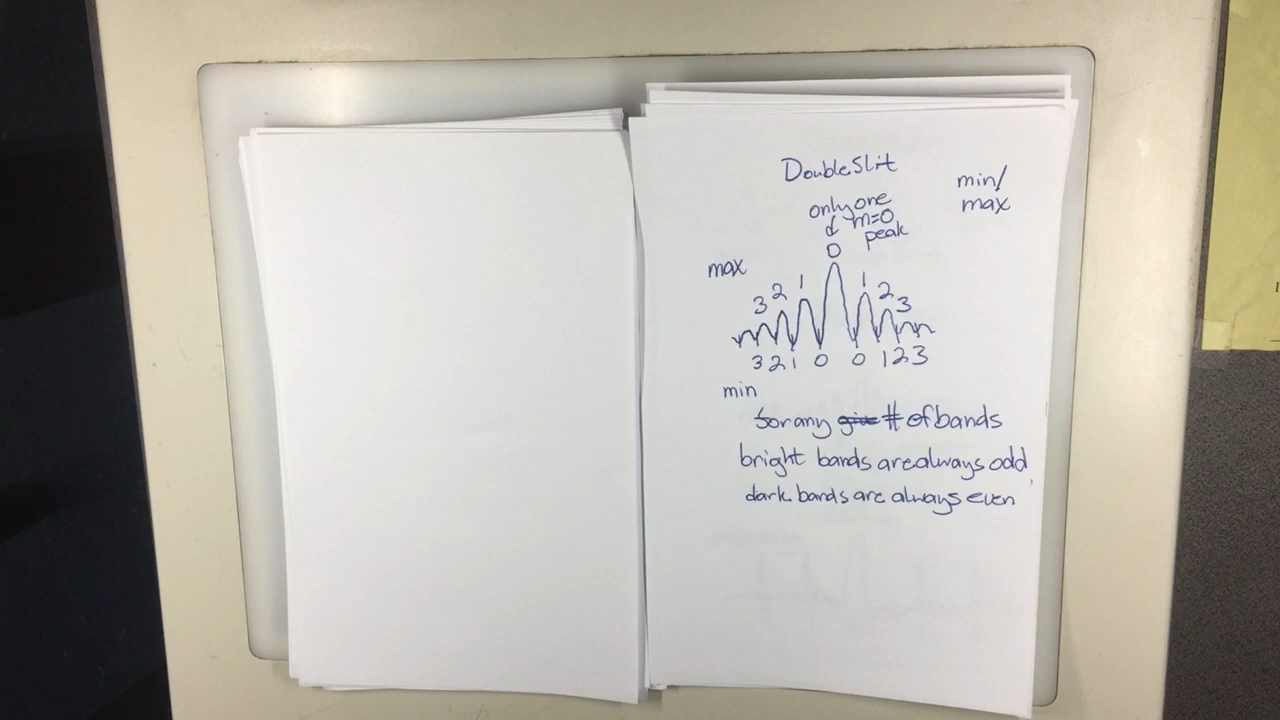 Double Slit
min/
max
only one
m=0
peak
0
max
3 2 1 1 2 3
3 2 1 0 0 1 2 3
min
for any # of bands
bright bands are always odd
dark bands are always even